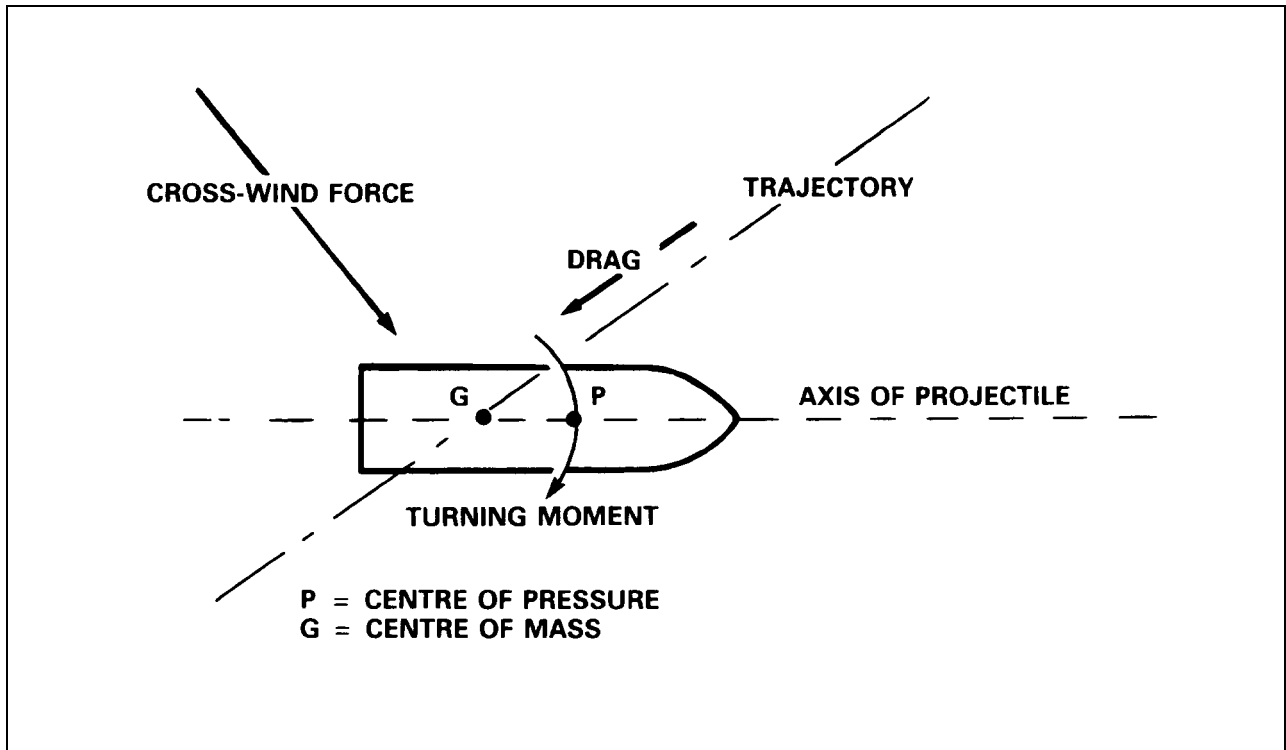 CROSS-WIND FORCE
TRAJECTORY
DRAG
G
P
AXIS OF PROJECTILE
TURNING MOMENT
P = CENTRE OF PRESSURE
G = CENTRE OF MASS